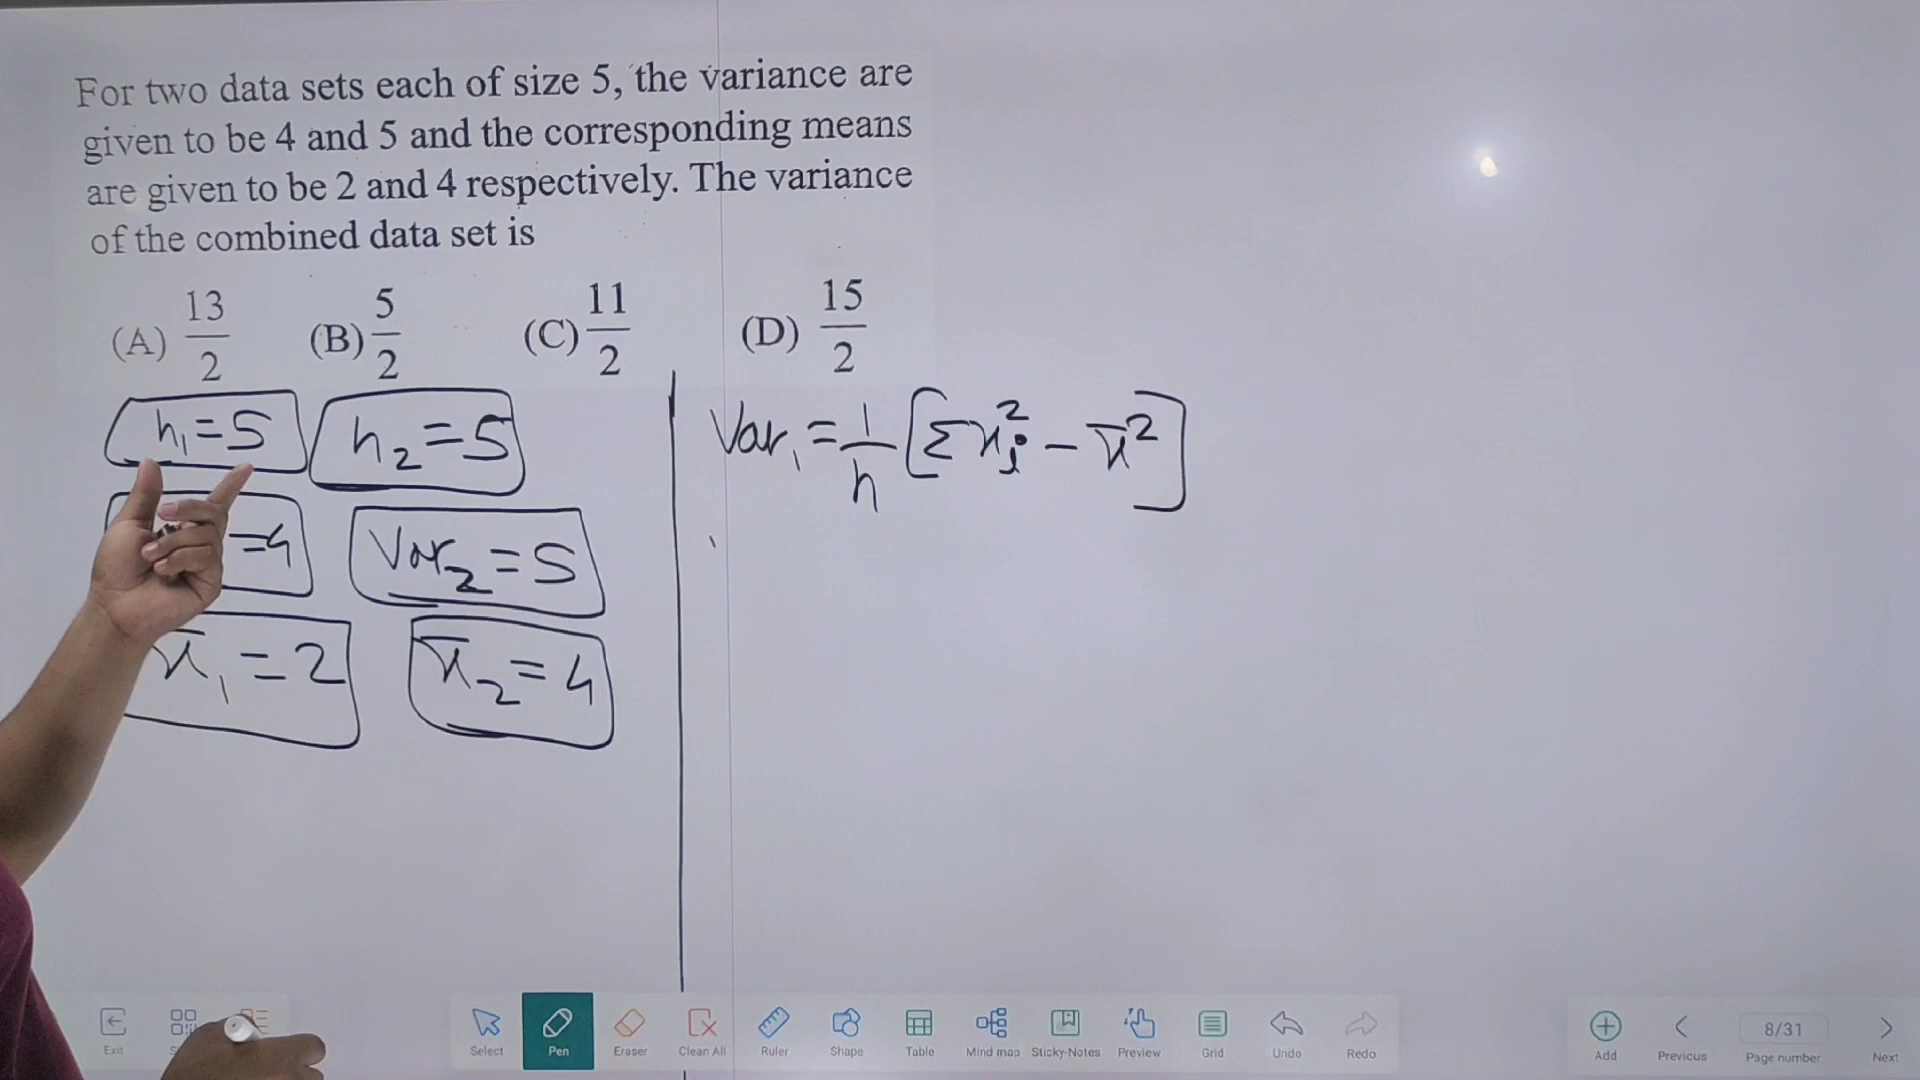 For two data sets each of size 5, the variance are
given to be 4 and 5 and the corresponding means
are given to be 2 and 4 respectively. The variance
of the combined data set is
(A) 13/2 (B) 5/2 (C) 11/2 (D) 15/2
n₁=5 n₂=5
=4 Var₂=5
x̄₁=2 x̄₂=4
Var₁=1/n[Σxᵢ²-x̄²]
Exit
Select Pen Eraser Clean All Ruler Shape Table Mind map Sticky-Notes Preview Grid Undo Redo
Add Previous 8/31 Page number Next